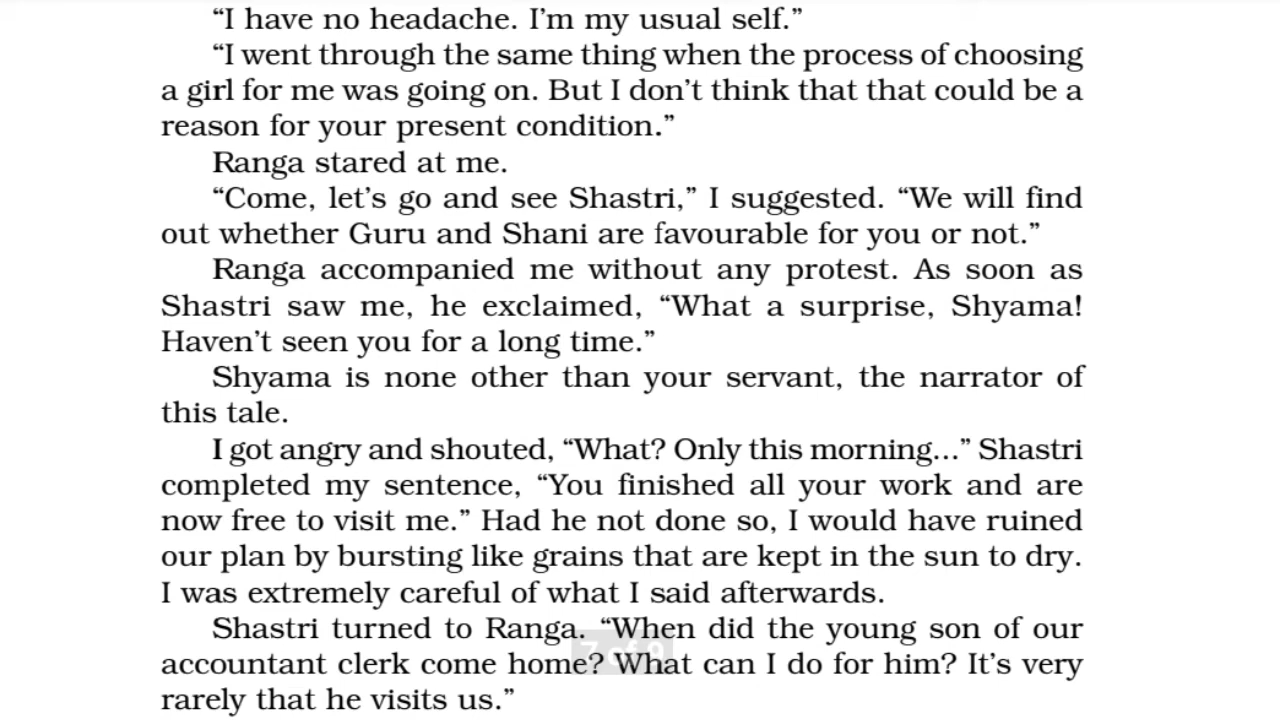 “I have no headache. I’m my usual self.”
“I went through the same thing when the process of choosing
a girl for me was going on. But I don’t think that that could be a
reason for your present condition.”
Ranga stared at me.
“Come, let’s go and see Shastri,” I suggested. “We will find
out whether Guru and Shani are favourable for you or not.”
Ranga accompanied me without any protest. As soon as
Shastri saw me, he exclaimed, “What a surprise, Shyama!
Haven’t seen you for a long time.”
Shyama is none other than your servant, the narrator of
this tale.
I got angry and shouted, “What? Only this morning...” Shastri
completed my sentence, “You finished all your work and are
now free to visit me.” Had he not done so, I would have ruined
our plan by bursting like grains that are kept in the sun to dry.
I was extremely careful of what I said afterwards.
Shastri turned to Ranga. “When did the young son of our
accountant clerk come home? What can I do for him? It’s very
rarely that he visits us.”
7 of 9